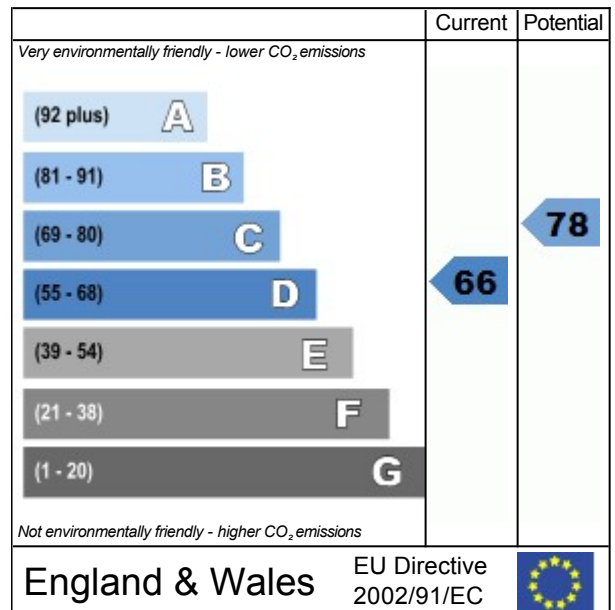 Current Potential
Very environmentally friendly - lower CO₂ emissions
(92 plus) A
(81 - 91) B
(69 - 80) C
78
(55 - 68) D
66
(39 - 54) E
(21 - 38) F
(1 - 20) G
Not environmentally friendly - higher CO₂ emissions
England & Wales
EU Directive
2002/91/EC